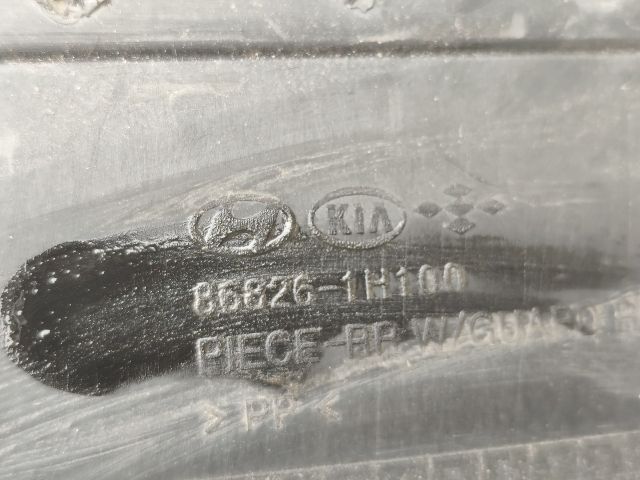 KIA
86826-1H100
PIECE-RR W/GUARD
>PP<